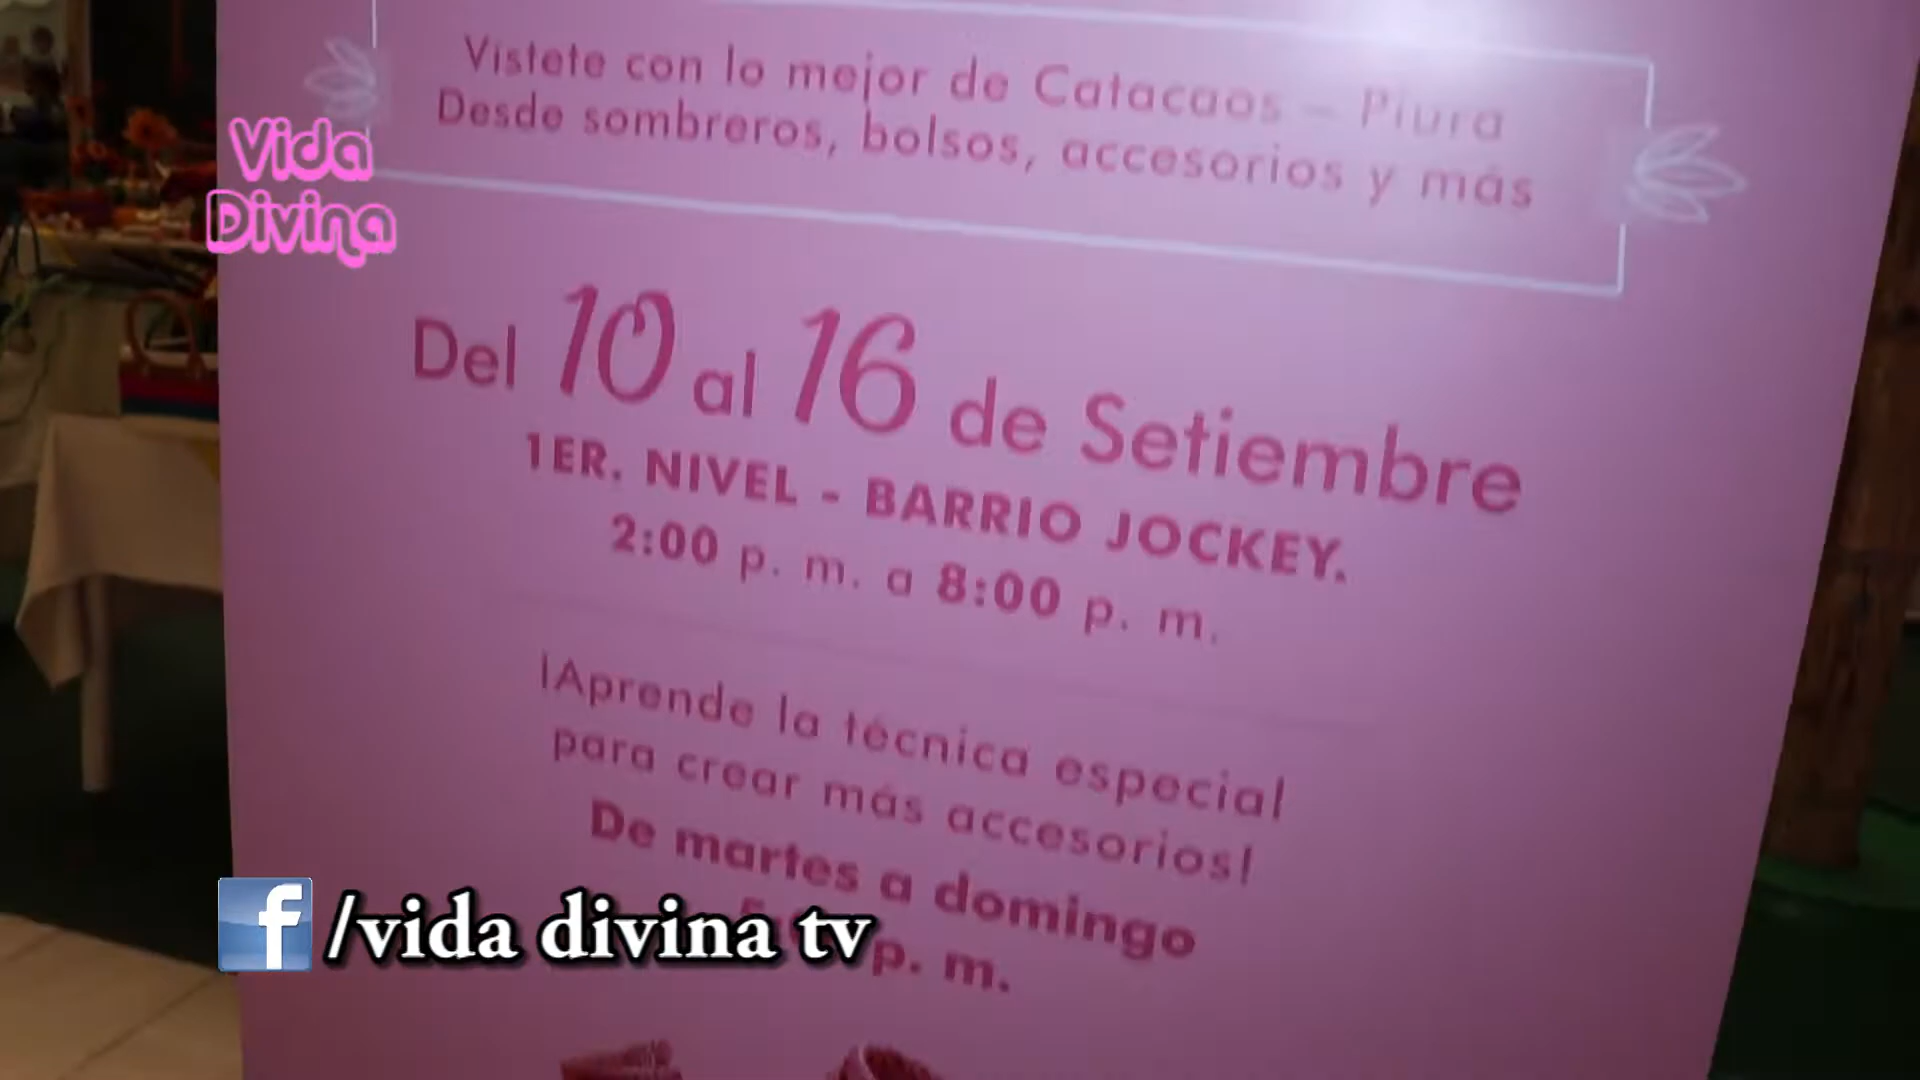 Vistete con lo mejor de Catacaos – Piura
Desde sombreros, bolsos, accesorios y más
Vida
Divina
Del 10 al 16 de Setiembre
1ER. NIVEL - BARRIO JOCKEY.
2:00 p. m. a 8:00 p. m.
¡Aprende la técnica especial
para crear más accesorios!
De martes a domingo
p. m.
f /vida divina tv